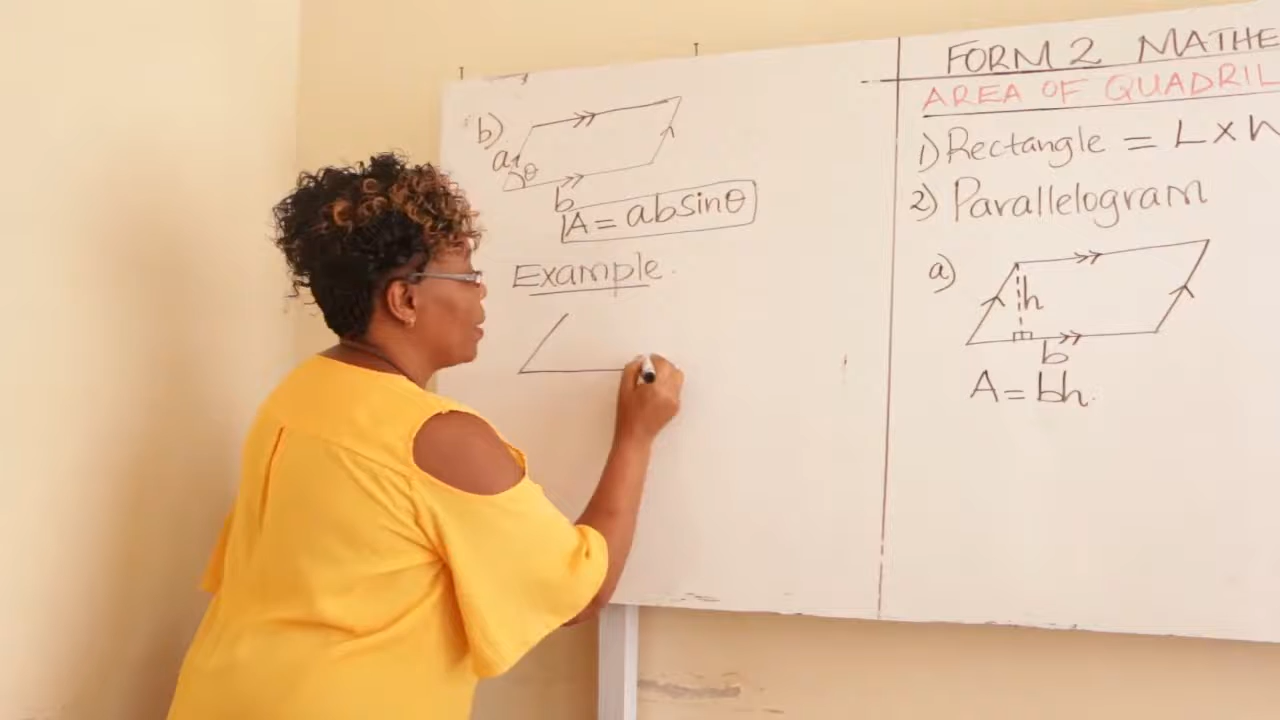 FORM 2 MATHE
AREA OF QUADRIL
1) Rectangle = L x
2) Parallelogram
a)
h
b
A = bh.
b)
a
θ
b
A = absinθ
Example.